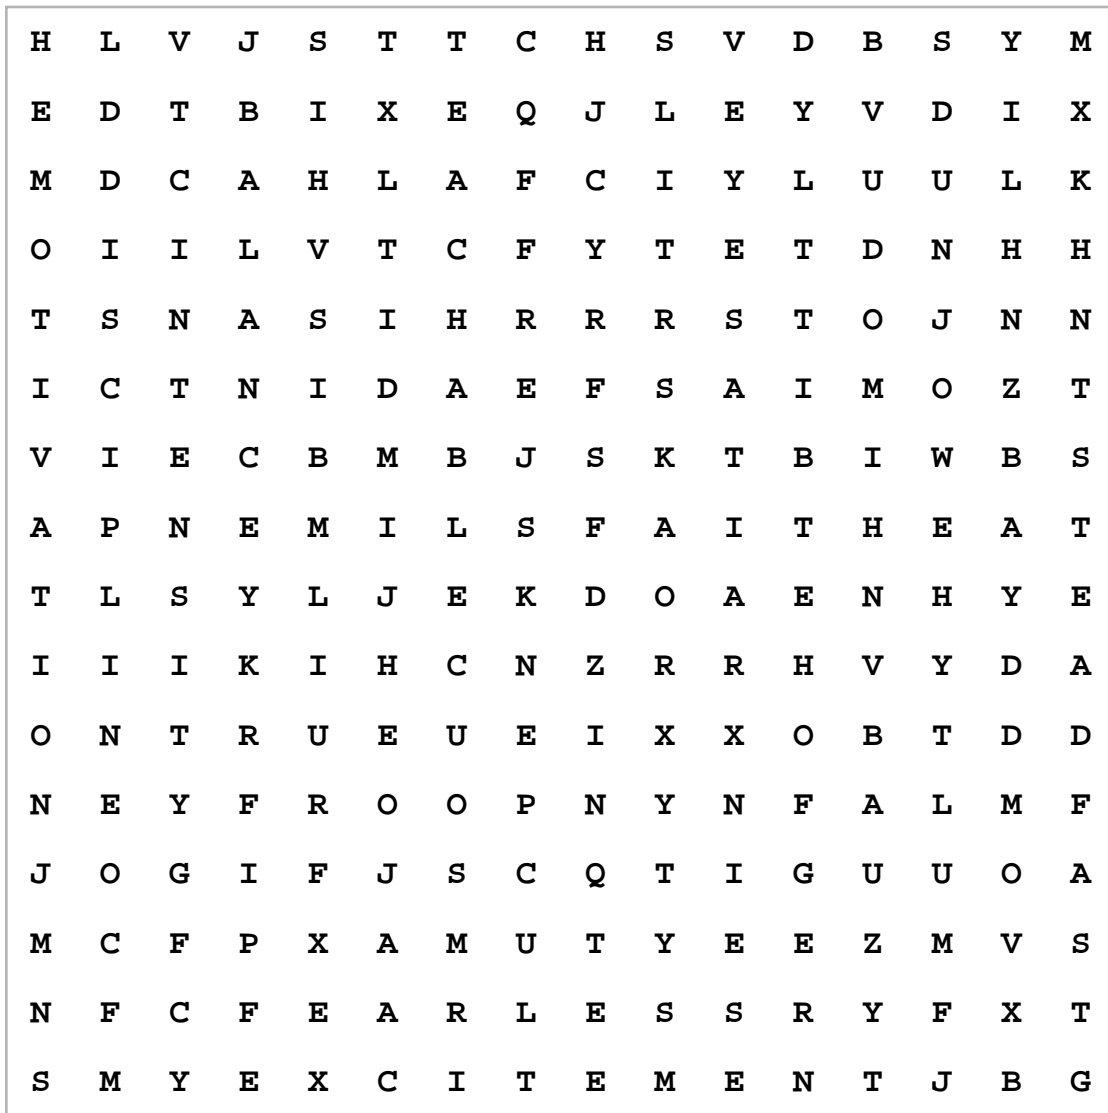 H L V J S T T C H S V D B S Y M
E D T B I X E Q J L E Y V D I X
M D C A H L A F C I Y L U U L K
O I I L V T C F Y T E T D N H H
T S N A S I H R R R S T O J N N
I C T N I D A E F S A I M O Z T
V I E C B M B J S K T B I W B S
A P N E M I L S F A I T H E A T
T L S Y L J E K D O A E N H Y E
I I I K I H C N Z R R H V Y D A
O N T R U E U E I X X O B T D D
N E Y F R O O P N Y N F A L M F
J O G I F J S C Q T I G U U O A
M C F P X A M U T Y E E Z M V S
N F C F E A R L E S S R Y F X T
S M Y E X C I T E M E N T J B G